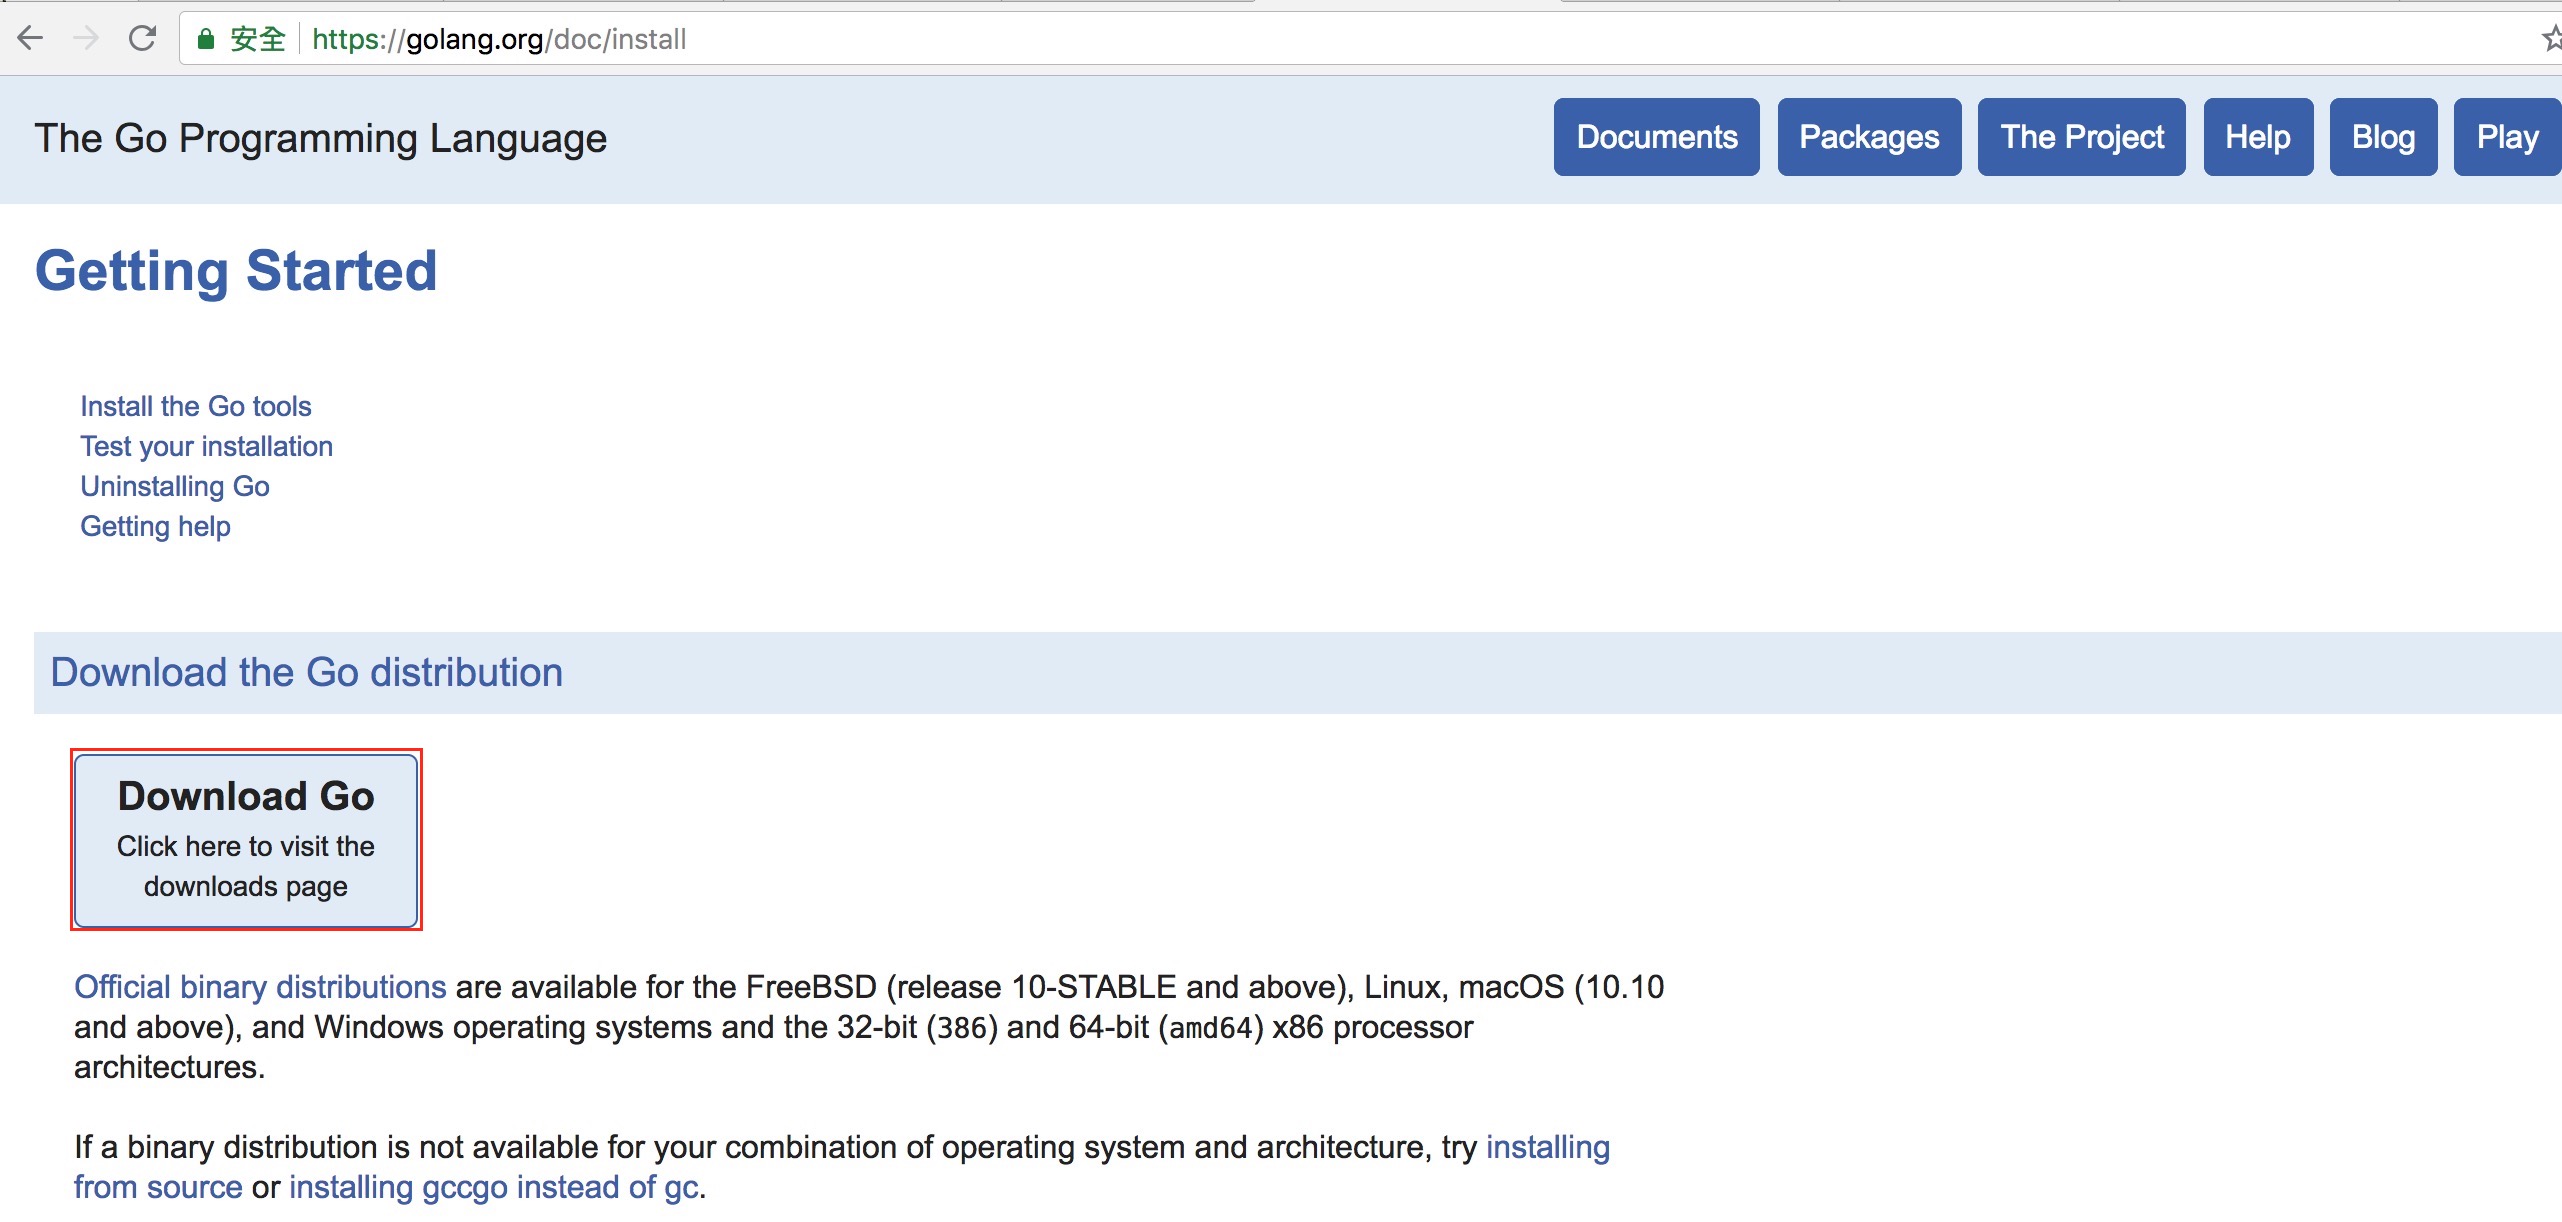 安全 https://golang.org/doc/install
The Go Programming Language
Documents Packages The Project Help Blog Play
Getting Started
Install the Go tools
Test your installation
Uninstalling Go
Getting help
Download the Go distribution
Download Go
Click here to visit the
downloads page
Official binary distributions are available for the FreeBSD (release 10-STABLE and above), Linux, macOS (10.10
and above), and Windows operating systems and the 32-bit (386) and 64-bit (amd64) x86 processor
architectures.
If a binary distribution is not available for your combination of operating system and architecture, try installing
from source or installing gccgo instead of gc.